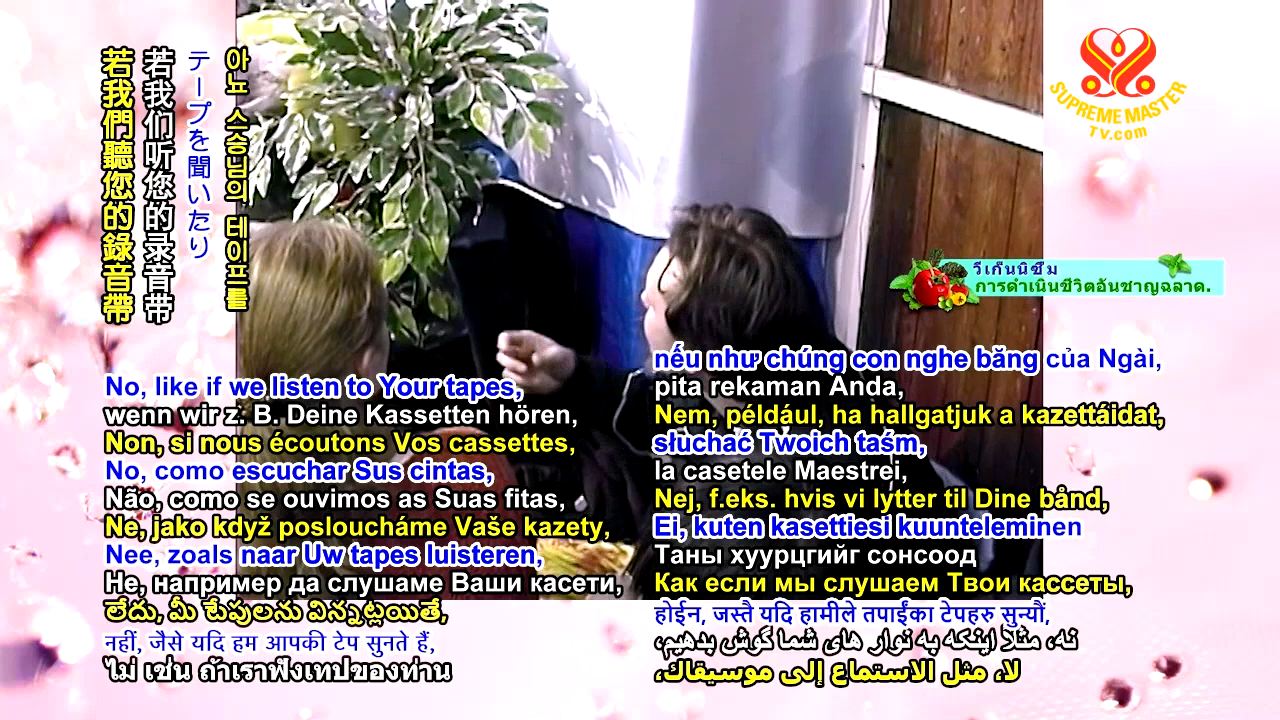 若我們聽您的錄音帶
若我们听您的录音带
テープを聞いたり
아뇨 스승님의 테이프를
SUPREME MASTER
TV.com
วีแก็นนิซึม
การดำเนินชีวิตอันชาญฉลาด.
No, like if we listen to Your tapes,
wenn wir z. B. Deine Kassetten hören,
Non, si nous écoutons Vos cassettes,
No, como escuchar Sus cintas,
Não, como se ouvimos as Suas fitas,
Ne, jako když posloucháme Vaše kazety,
Nee, zoals naar Uw tapes luisteren,
Не, например да слушаме Ваши касети,
లేదు, మీ టేపులను విన్నట్లయితే,
नहीं, जैसे यदि हम आपकी टेप सुनते हैं,
ไม่ เช่น ถ้าเราฟังเทปของท่าน
nếu như chúng con nghe băng của Ngài,
pita rekaman Anda,
Nem, például, ha hallgatjuk a kazettáidat,
słuchać Twoich taśm,
la casetele Maestrei,
Nej, f.eks. hvis vi lytter til Dine bånd,
Ei, kuten kasettiesi kuunteleminen
Таны хуурцгийг сонсоод
Как если мы слушаем Твои кассеты,
होईन, जस्तै यदि हामीले तपाईंका टेपहरु सुन्यौं,
نه، مثلا اینکه به نوار های شما گوش بدهیم،
لا، مثل الاستماع إلى موسيقاك،